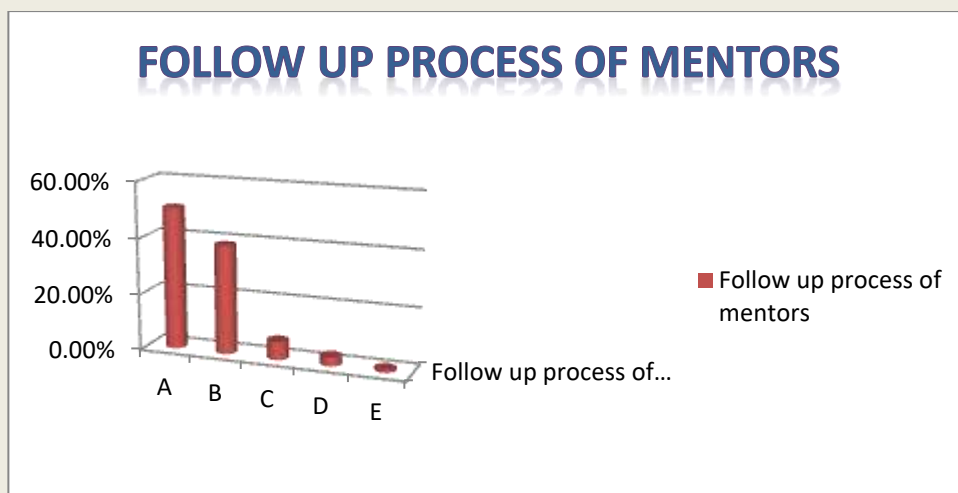 FOLLOW UP PROCESS OF MENTORS
60.00%
40.00%
20.00%
0.00%
A
B
C
D
E
Follow up process of...
Follow up process of
mentors